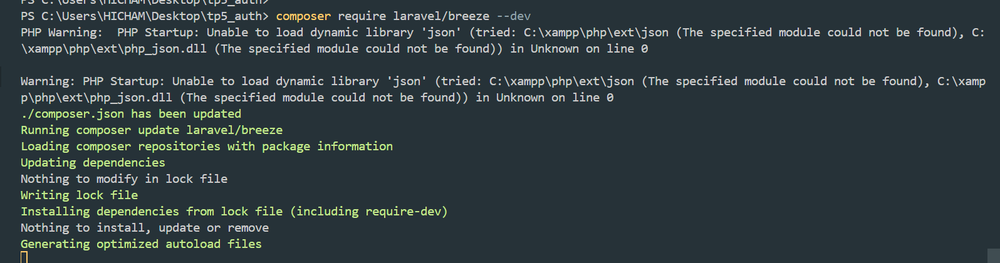 PS C:\Users\HICHAM\Desktop\tp5_auth>
PS C:\Users\HICHAM\Desktop\tp5_auth> composer require laravel/breeze --dev
PHP Warning:  PHP Startup: Unable to load dynamic library 'json' (tried: C:\xampp\php\ext\json (The specified module could not be found), C:
\xampp\php\ext\php_json.dll (The specified module could not be found)) in Unknown on line 0
Warning: PHP Startup: Unable to load dynamic library 'json' (tried: C:\xampp\php\ext\json (The specified module could not be found), C:\xamp
p\php\ext\php_json.dll (The specified module could not be found)) in Unknown on line 0
./composer.json has been updated
Running composer update laravel/breeze
Loading composer repositories with package information
Updating dependencies
Nothing to modify in lock file
Writing lock file
Installing dependencies from lock file (including require-dev)
Nothing to install, update or remove
Generating optimized autoload files